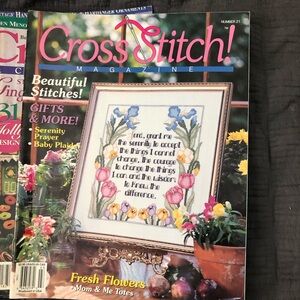 NUMBER 21
Cross Stitch!
MAGAZINE
Beautiful
Stitches!
GIFTS
& MORE!
• Serenity
Prayer
• Baby Plaid
God, grant me
the serenity to accept
the things I cannot
change, the courage
to change the things
I can and the wisdom
to know the
difference.
Fresh Flowers
Mom & Me Totes